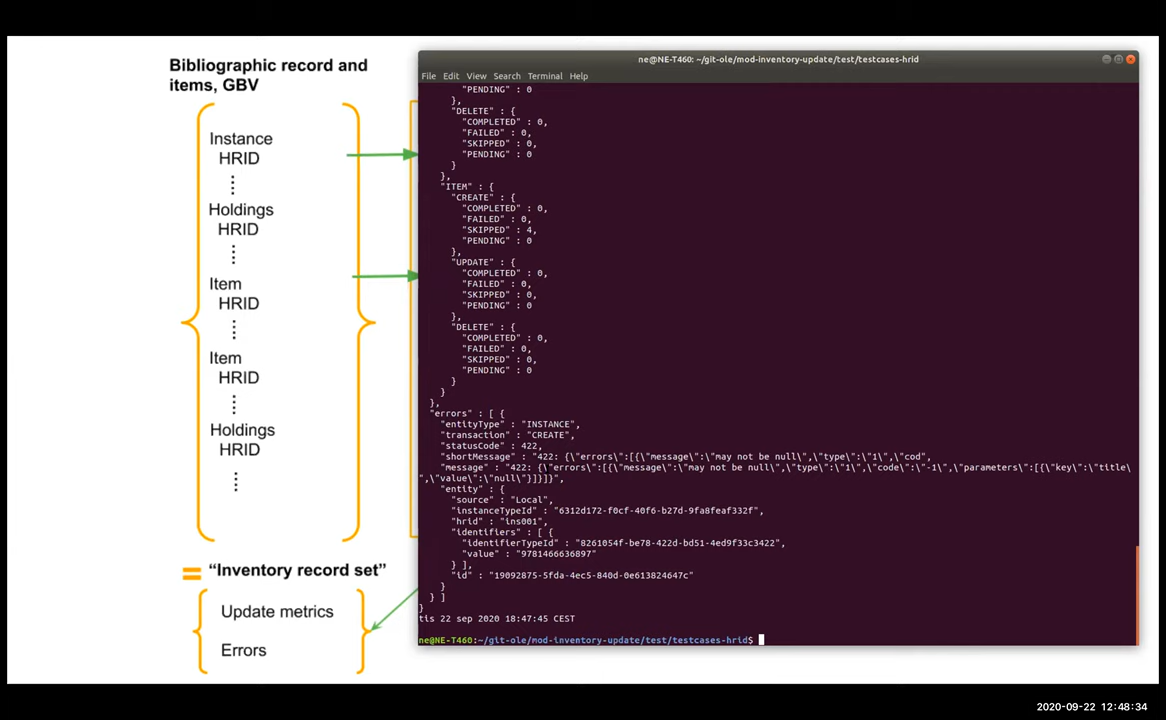 Bibliographic record and
items, GBV
Instance
HRID
Holdings
HRID
Item
HRID
Item
HRID
Holdings
HRID
= “Inventory record set”
Update metrics
Errors
ne@NE-T460: ~/git-ole/mod-inventory-update/test/testcases-hrid
File Edit View Search Terminal Help
"PENDING" : 0
},
"DELETE" : {
"COMPLETED" : 0,
"FAILED" : 0,
"SKIPPED" : 0,
"PENDING" : 0
}
},
"ITEM" : {
"CREATE" : {
"COMPLETED" : 0,
"FAILED" : 0,
"SKIPPED" : 4,
"PENDING" : 0
},
"UPDATE" : {
"COMPLETED" : 0,
"FAILED" : 0,
"SKIPPED" : 0,
"PENDING" : 0
},
"DELETE" : {
"COMPLETED" : 0,
"FAILED" : 0,
"SKIPPED" : 0,
"PENDING" : 0
}
}
},
"errors" : [ {
"entityType" : "INSTANCE",
"transaction" : "CREATE",
"statusCode" : 422,
"shortMessage" : "422: {\"errors\":[{\"message\":\"may not be null\",\"type\":\"1\",\"cod",
"message" : "422: {\"errors\":[{\"message\":\"may not be null\",\"type\":\"1\",\"code\":\"-1\",\"parameters\":[{\"key\":\"title\
",\"value\":\"null\"}]}]}",
"entity" : {
"source" : "Local",
"instanceTypeId" : "6312d172-f0cf-40f6-b27d-9fa8feaf332f",
"hrid" : "ins001",
"identifiers" : [ {
"identifierTypeId" : "8261054f-be78-422d-bd51-4ed9f33c3422",
"value" : "9781466636897"
} ],
"id" : "19092875-5fda-4ec5-840d-0e613824647c"
}
} ]
}
tis 22 sep 2020 18:47:45 CEST
ne@NE-T460:~/git-ole/mod-inventory-update/test/testcases-hrid$
2020-09-22 12:48:34